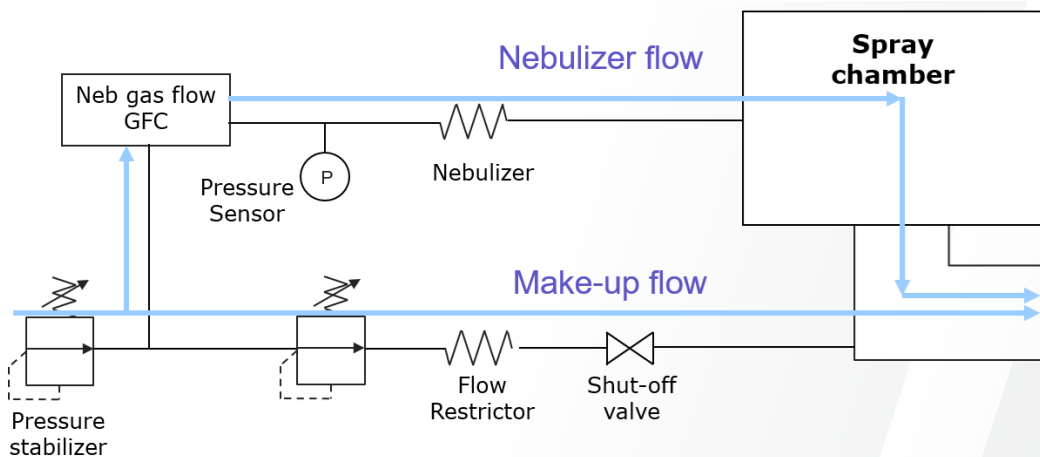 Nebulizer flow
Spray
chamber
Neb gas flow
GFC
P
Pressure
Sensor
Nebulizer
Make-up flow
Flow
Restrictor
Shut-off
valve
Pressure
stabilizer